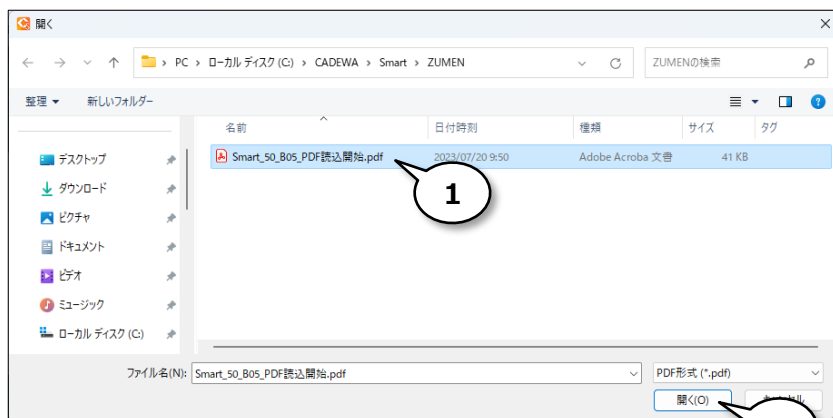 開く
PC > ローカル ディスク (C:) > CADEWA > Smart > ZUMEN
ZUMENの検索
整理 新しいフォルダー
名前 日付時刻 種類 サイズ タグ
Smart_50_B05_PDF読込開始.pdf 2023/07/20 9:50 Adobe Acroba 文書 41 KB
1
デスクトップ
ダウンロード
ピクチャ
ドキュメント
ビデオ
ミュージック
ローカル ディスク (C:)
ファイル名(N): Smart_50_B05_PDF読込開始.pdf PDF形式 (*.pdf)
開く(O)